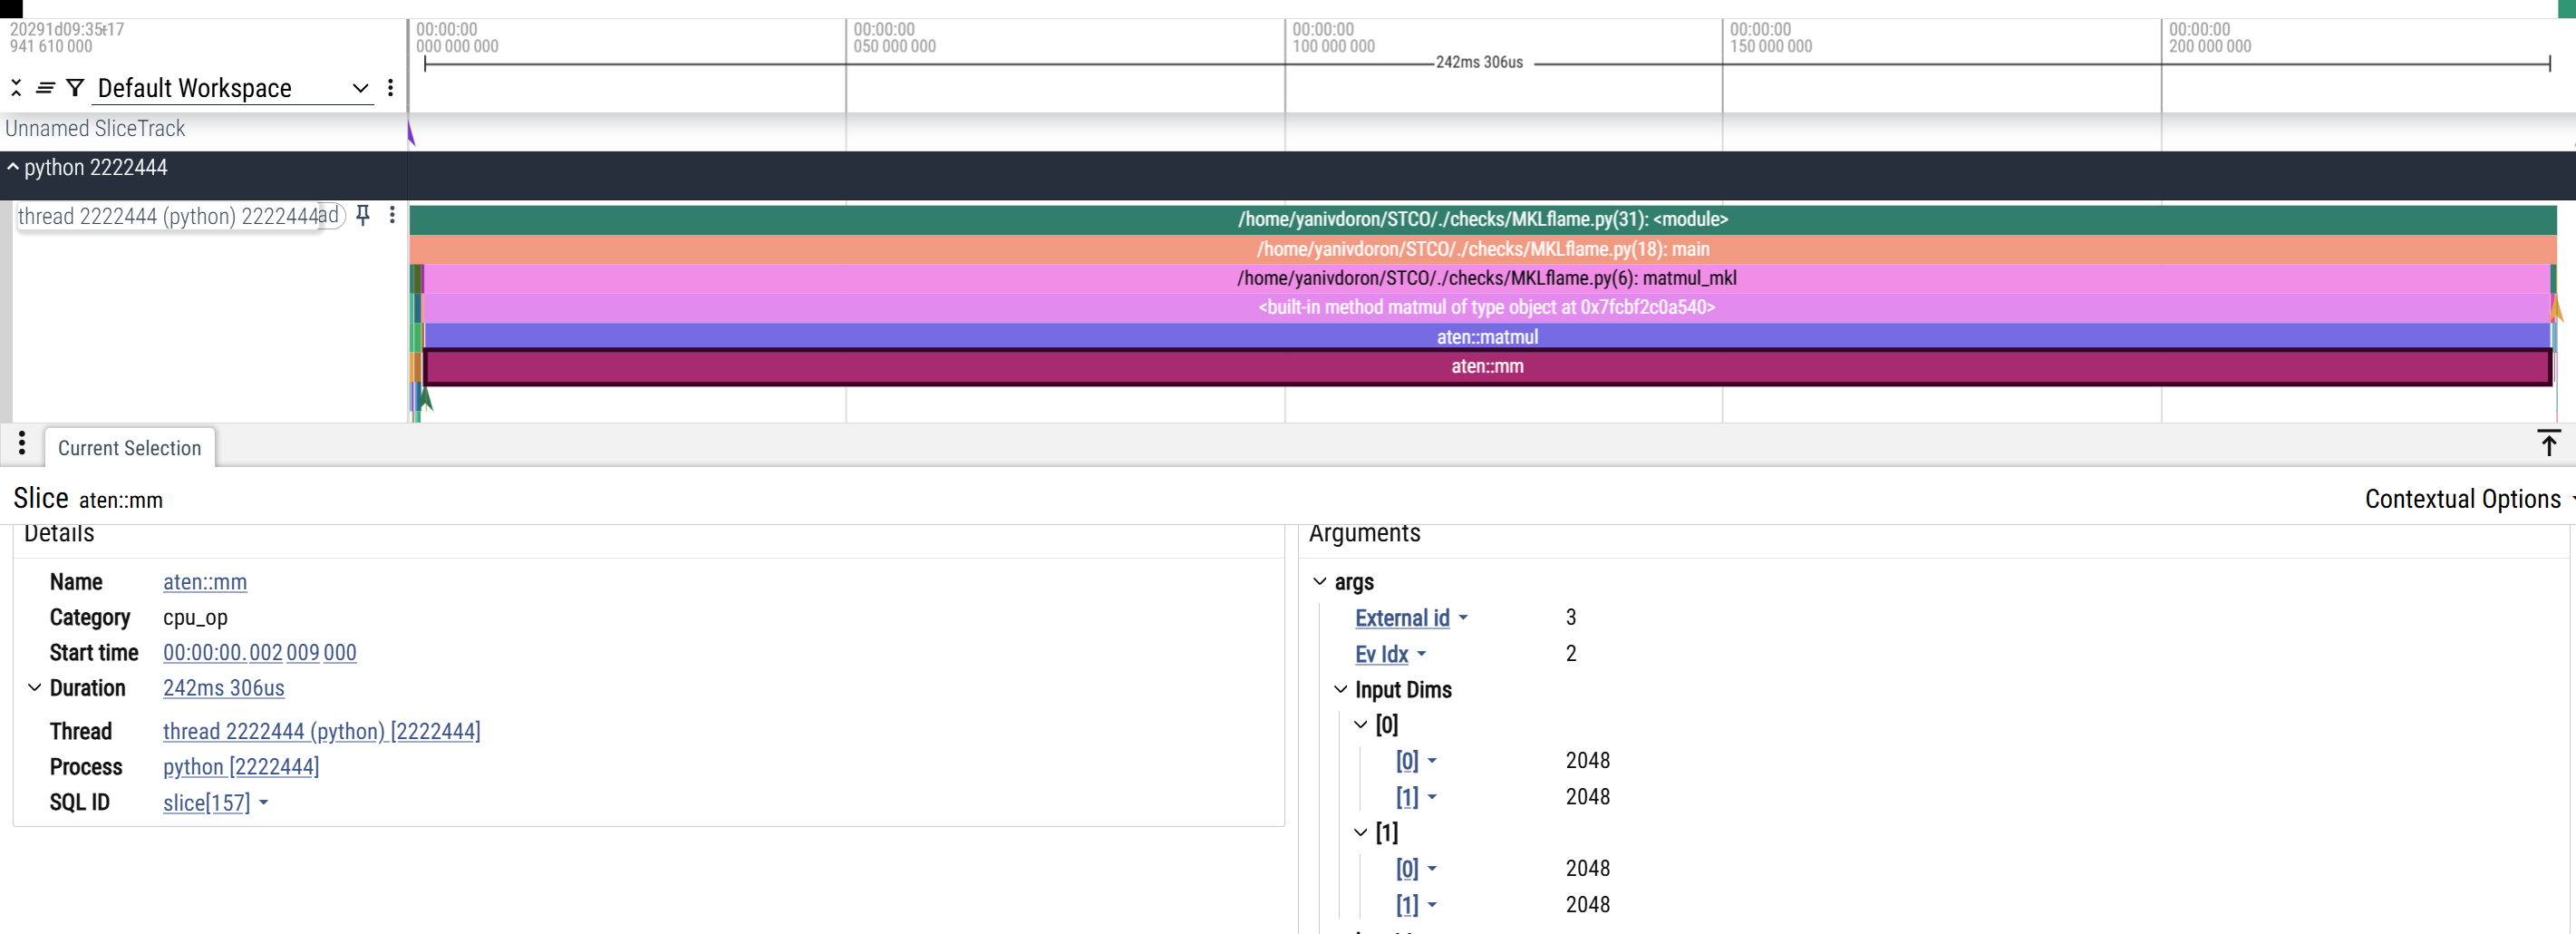 20291d09:35:17
941 610 000
00:00:00
000 000 000
00:00:00
050 000 000
00:00:00
100 000 000
00:00:00
150 000 000
00:00:00
200 000 000
242ms 306us
Default Workspace
Unnamed SliceTrack
python 2222444
thread 2222444 (python) 2222444
ad
/home/yanivdoron/STCO/./checks/MKLflame.py(31): <module>
/home/yanivdoron/STCO/./checks/MKLflame.py(18): main
/home/yanivdoron/STCO/./checks/MKLflame.py(6): matmul_mkl
<built-in method matmul of type object at 0x7fcbf2c0a540>
aten::matmul
aten::mm
Current Selection
Slice aten::mm
Contextual Options
Details
Name aten::mm
Category cpu_op
Start time 00:00:00.002 009 000
Duration 242ms 306us
Thread thread 2222444 (python) [2222444]
Process python [2222444]
SQL ID slice[157]
Arguments
args
External id 3
Ev Idx 2
Input Dims
[0]
[0] 2048
[1] 2048
[1]
[0] 2048
[1] 2048